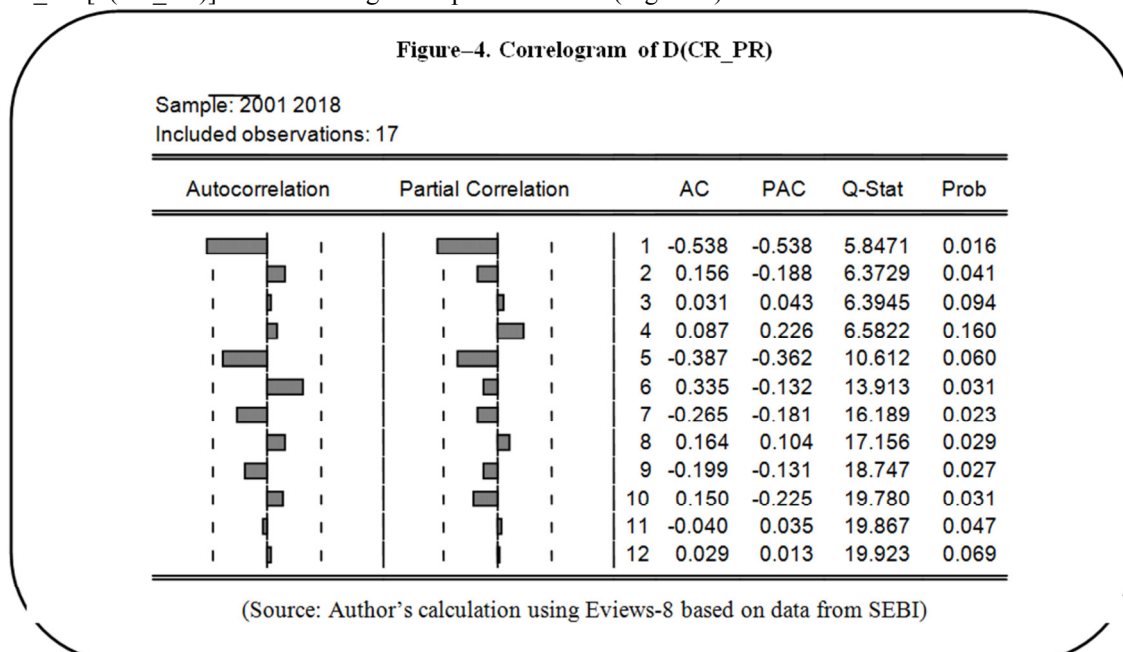 Figure–4. Correlogram of D(CR_PR)
Sample: 2001 2018
Included observations: 17
Autocorrelation Partial Correlation AC PAC Q-Stat Prob
1 -0.538 -0.538 5.8471 0.016
2 0.156 -0.188 6.3729 0.041
3 0.031 0.043 6.3945 0.094
4 0.087 0.226 6.5822 0.160
5 -0.387 -0.362 10.612 0.060
6 0.335 -0.132 13.913 0.031
7 -0.265 -0.181 16.189 0.023
8 0.164 0.104 17.156 0.029
9 -0.199 -0.131 18.747 0.027
10 0.150 -0.225 19.780 0.031
11 -0.040 0.035 19.867 0.047
12 0.029 0.013 19.923 0.069
(Source: Author's calculation using Eviews-8 based on data from SEBI)